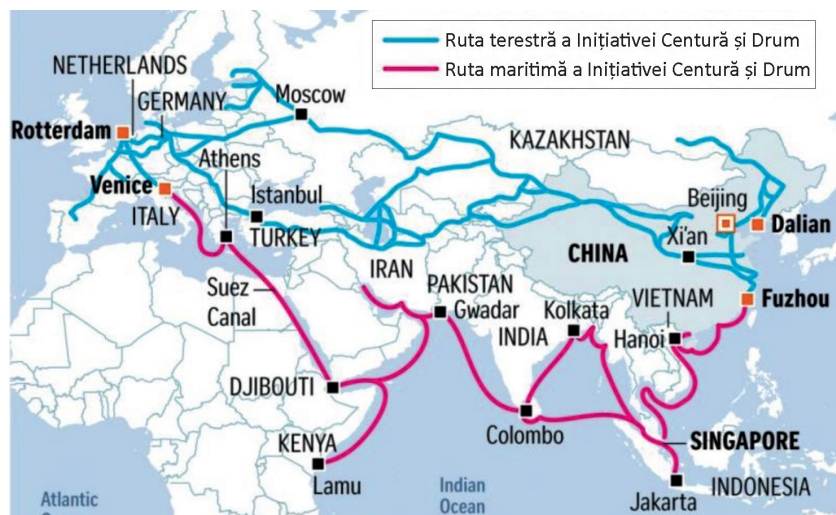 Ruta terestră a Inițiativei Centură și Drum
Ruta maritimă a Inițiativei Centură și Drum
NETHERLANDS
GERMANY
Moscow
Rotterdam
KAZAKHSTAN
Athens
Venice
Istanbul
Beijing
ITALY
TURKEY
Dalian
Xi'an
CHINA
IRAN
PAKISTAN
Suez
Canal
Gwadar
Kolkata
VIETNAM
Fuzhou
INDIA
Hanoi
DJIBOUTI
Colombo
SINGAPORE
KENYA
Lamu
Indian
Ocean
Jakarta
INDONESIA
Atlantic